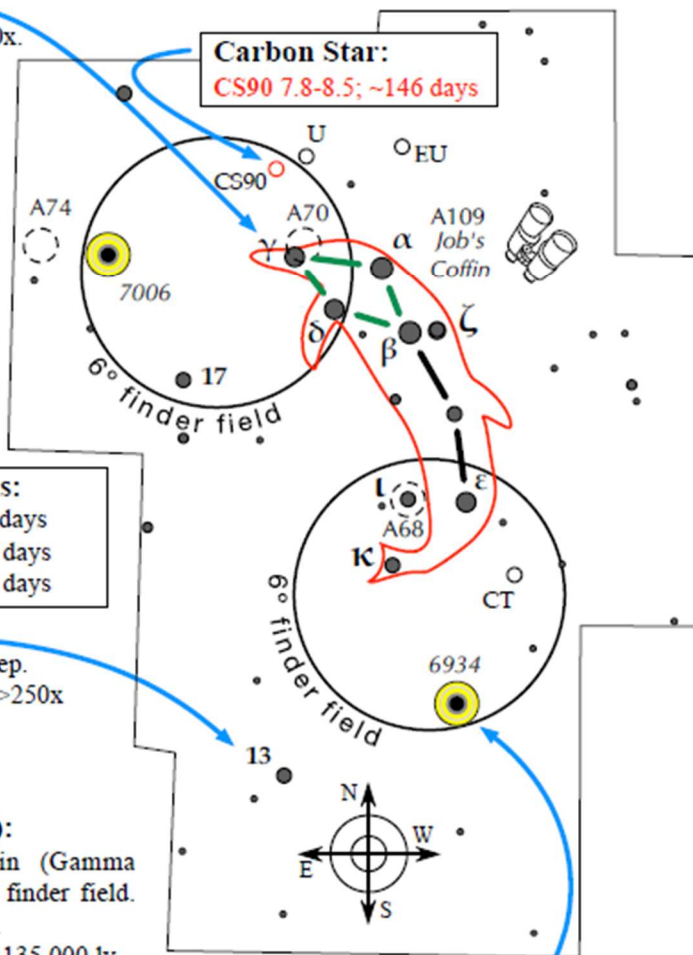 0x.
Carbon Star:
CS90 7.8-8.5; ~146 days
U
EU
CS90
A74
A70
γ
α
A109
Job's
Coffin
7006
δ
β
ζ
17
6° finder field
s:
days
days
days
ι
ε
A68
κ
CT
6° finder field
ep.
>250x
6934
13
N
W
E
S
):
in (Gamma
finder field.
135,000 ly